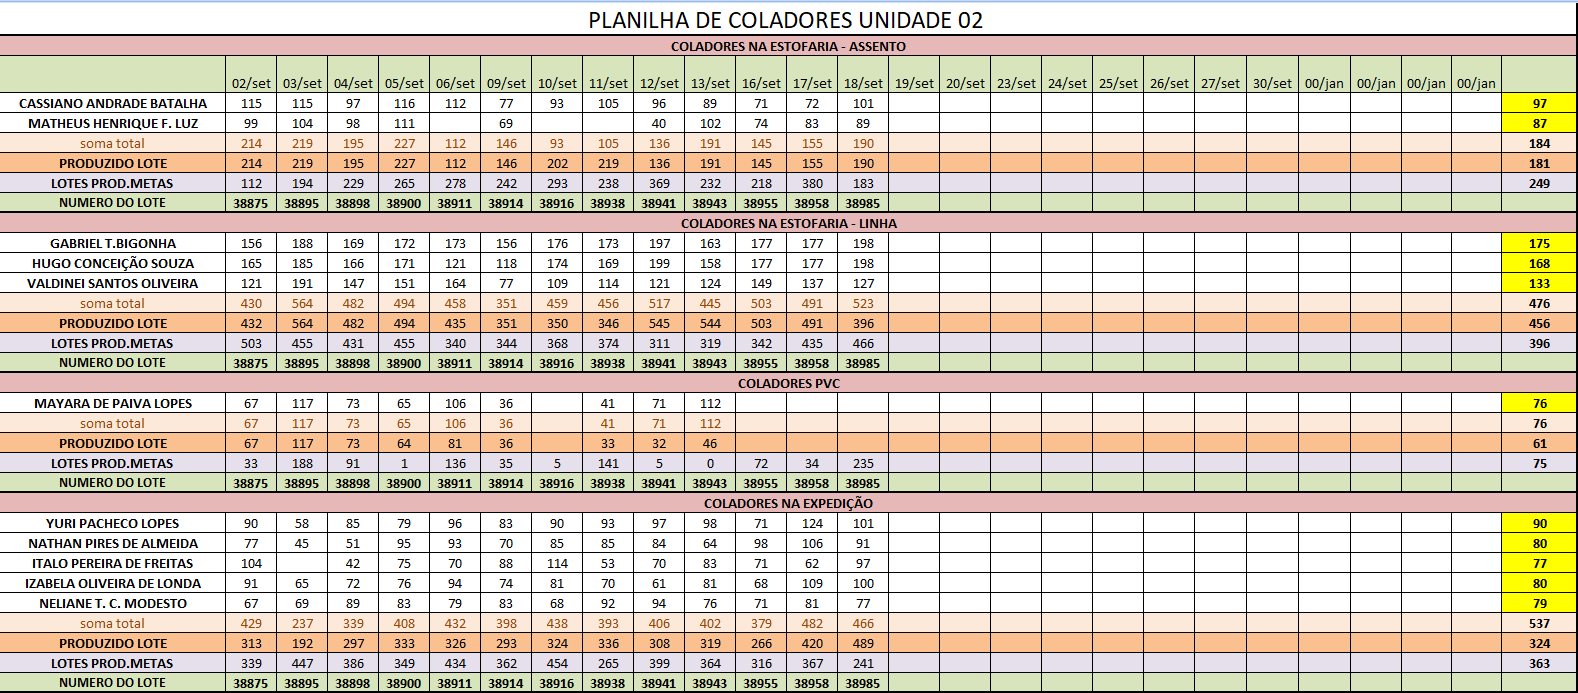 PLANILHA DE COLADORES UNIDADE 02
COLADORES NA ESTOFARIA - ASSENTO
02/set 03/set 04/set 05/set 06/set 09/set 10/set 11/set 12/set 13/set 16/set 17/set 18/set 19/set 20/set 23/set 24/set 25/set 26/set 27/set 30/set 00/jan 00/jan 00/jan 00/jan
CASSIANO ANDRADE BATALHA 115 115 97 116 112 77 93 105 96 89 71 72 101 97
MATHEUS HENRIQUE F. LUZ 99 104 98 111 69 40 102 74 83 89 87
soma total 214 219 195 227 112 146 93 105 136 191 145 155 190 184
PRODUZIDO LOTE 214 219 195 227 112 146 202 219 136 191 145 155 190 181
LOTES PROD.METAS 112 194 229 265 278 242 293 238 369 232 218 380 183 249
NUMERO DO LOTE 38875 38895 38898 38900 38911 38914 38916 38938 38941 38943 38955 38958 38985
COLADORES NA ESTOFARIA - LINHA
GABRIEL T.BIGONHA 156 188 169 172 173 156 176 173 197 163 177 177 198 175
HUGO CONCEIÇÃO SOUZA 165 185 166 171 121 118 174 169 199 158 177 177 198 168
VALDINEI SANTOS OLIVEIRA 121 191 147 151 164 77 109 114 121 124 149 137 127 133
soma total 430 564 482 494 458 351 459 456 517 445 503 491 523 476
PRODUZIDO LOTE 432 564 482 494 435 351 350 346 545 544 503 491 396 456
LOTES PROD.METAS 503 455 431 455 340 344 368 374 311 319 342 435 466 396
NUMERO DO LOTE 38875 38895 38898 38900 38911 38914 38916 38938 38941 38943 38955 38958 38985
COLADORES PVC
MAYARA DE PAIVA LOPES 67 117 73 65 106 36 41 71 112 76
soma total 67 117 73 65 106 36 41 71 112 76
PRODUZIDO LOTE 67 117 73 64 81 36 33 32 46 61
LOTES PROD.METAS 33 188 91 1 136 35 5 141 5 0 72 34 235 75
NUMERO DO LOTE 38875 38895 38898 38900 38911 38914 38916 38938 38941 38943 38955 38958 38985
COLADORES NA EXPEDIÇÃO
YURI PACHECO LOPES 90 58 85 79 96 83 90 93 97 98 71 124 101 90
NATHAN PIRES DE ALMEIDA 77 45 51 95 93 70 85 85 84 64 98 106 91 80
ITALO PEREIRA DE FREITAS 104 42 75 70 88 114 53 70 83 71 62 97 77
IZABELA OLIVEIRA DE LONDA 91 65 72 76 94 74 81 70 61 81 68 109 100 80
NELIANE T. C. MODESTO 67 69 89 83 79 83 68 92 94 76 71 81 77 79
soma total 429 237 339 408 432 398 438 393 406 402 379 482 466 537
PRODUZIDO LOTE 313 192 297 333 326 293 324 336 308 319 266 420 489 324
LOTES PROD.METAS 339 447 386 349 434 362 454 265 399 364 316 367 241 363
NUMERO DO LOTE 38875 38895 38898 38900 38911 38914 38916 38938 38941 38943 38955 38958 38985